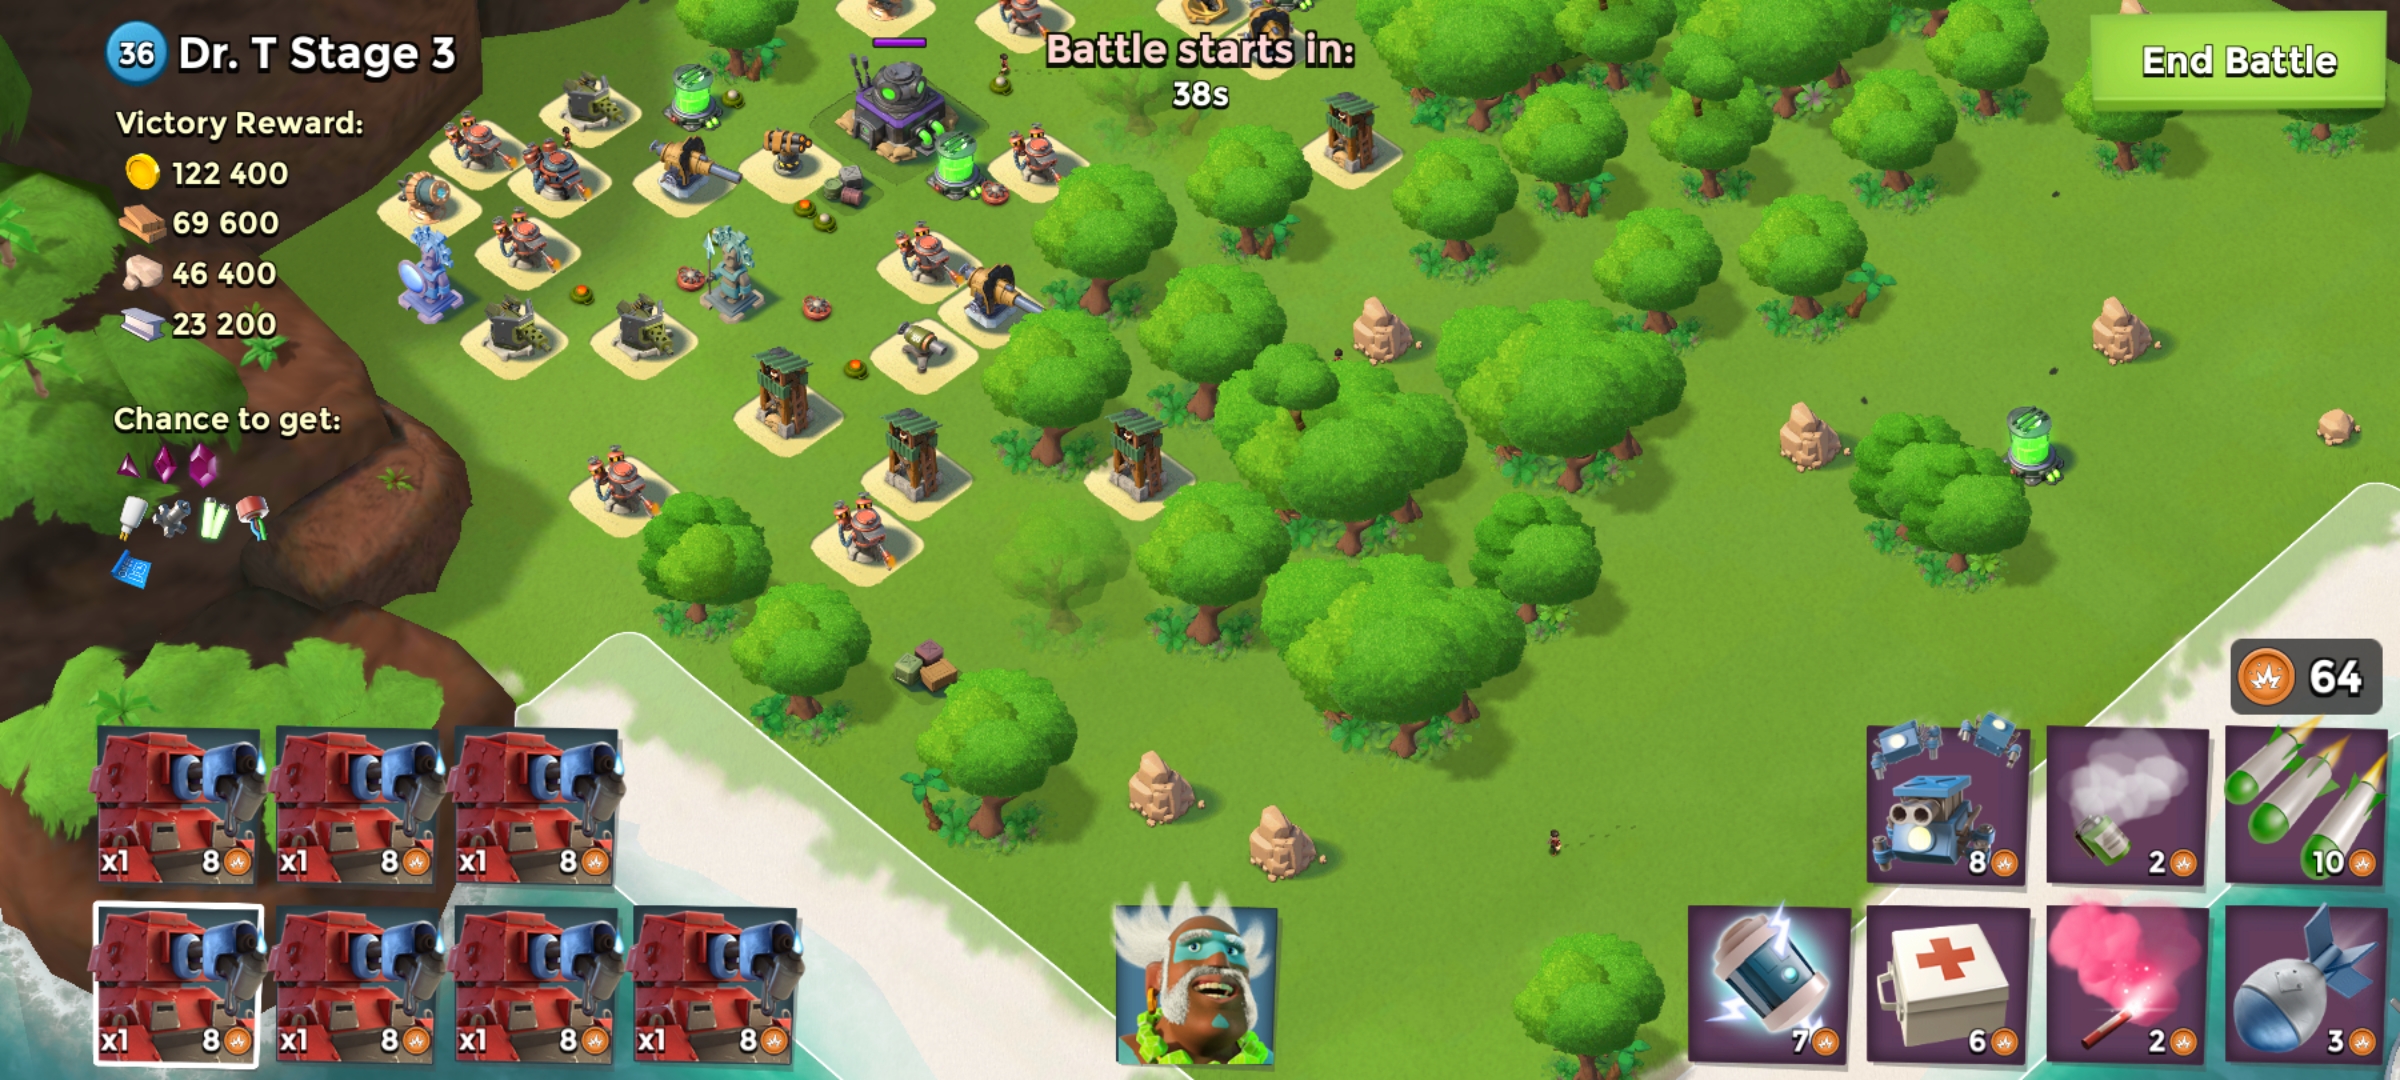 36 Dr. T Stage 3
Battle starts in:
38s
End Battle
Victory Reward:
122 400
69 600
46 400
23 200
Chance to get:
64
x1 8
x1 8
x1 8
8
2
10
x1 8
x1 8
x1 8
x1 8
7
6
2
3